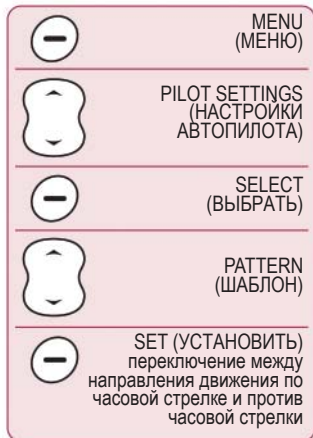 MENU
(МЕНЮ)
PILOT SETTINGS
(НАСТРОЙКИ
АВТОПИЛОТА)
SELECT
(ВЫБРАТЬ)
PATTERN
(ШАБЛОН)
SET (УСТАНОВИТЬ)
переключение между
направления движения по
часовой стрелке и против
часовой стрелки